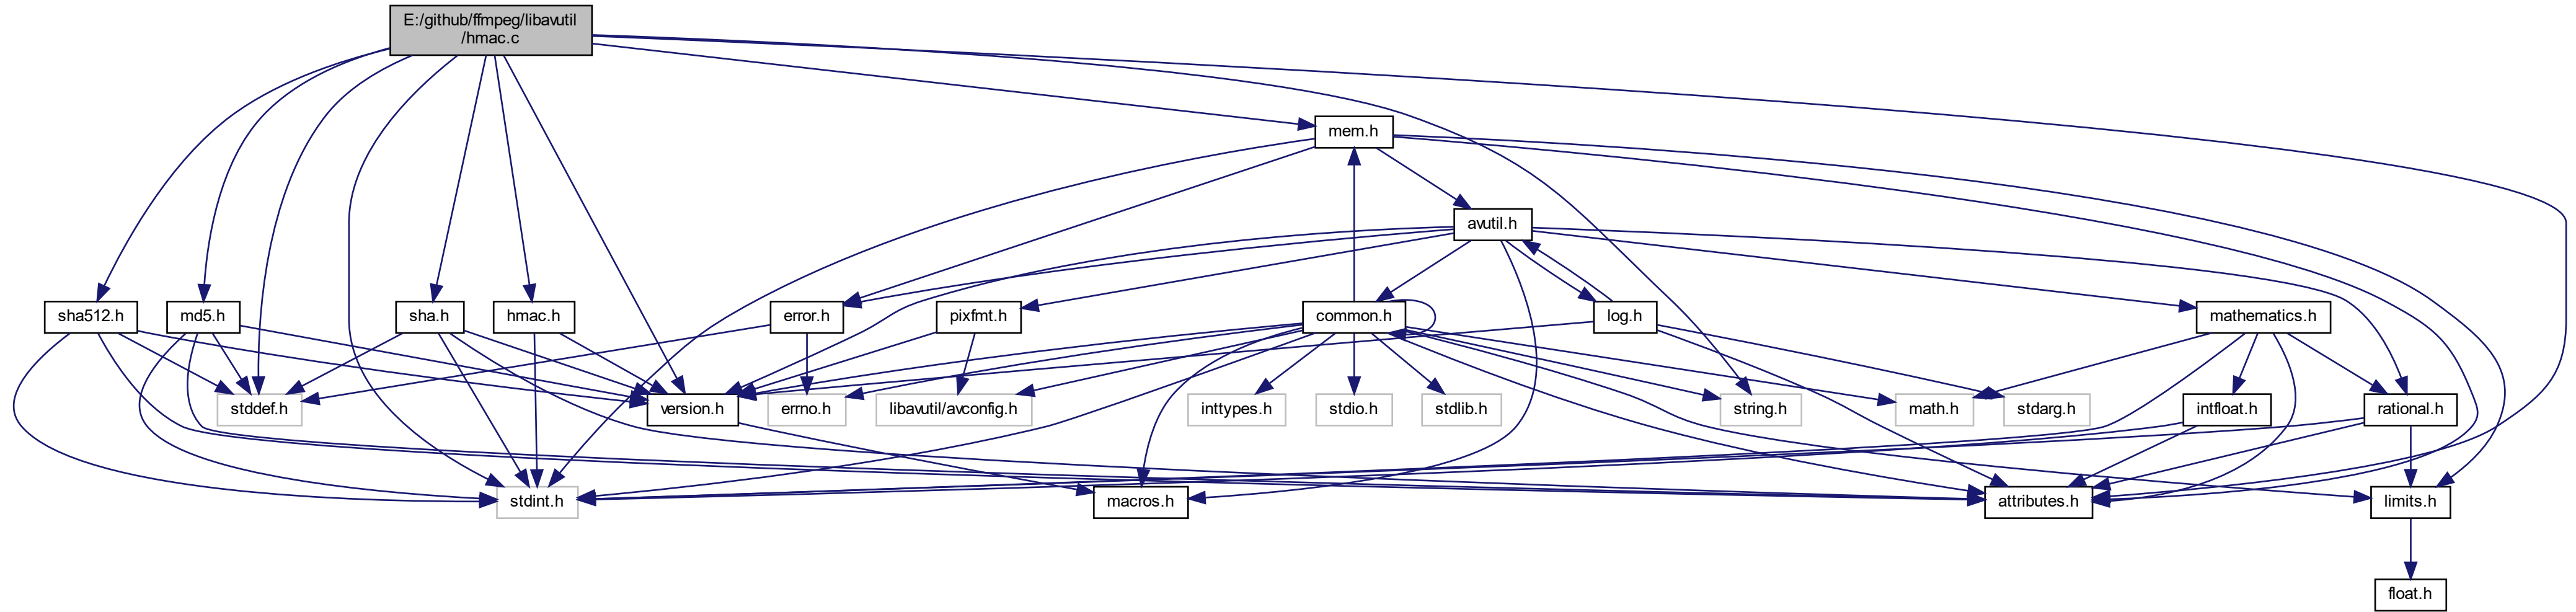 E:/github/ffmpeg/libavutil
/hmac.c
mem.h
avutil.h
sha512.h
md5.h
sha.h
hmac.h
error.h
pixfmt.h
common.h
log.h
mathematics.h
stddef.h
version.h
errno.h
libavutil/avconfig.h
inttypes.h
stdio.h
stdlib.h
string.h
math.h
stdarg.h
intfloat.h
rational.h
stdint.h
macros.h
attributes.h
limits.h
float.h